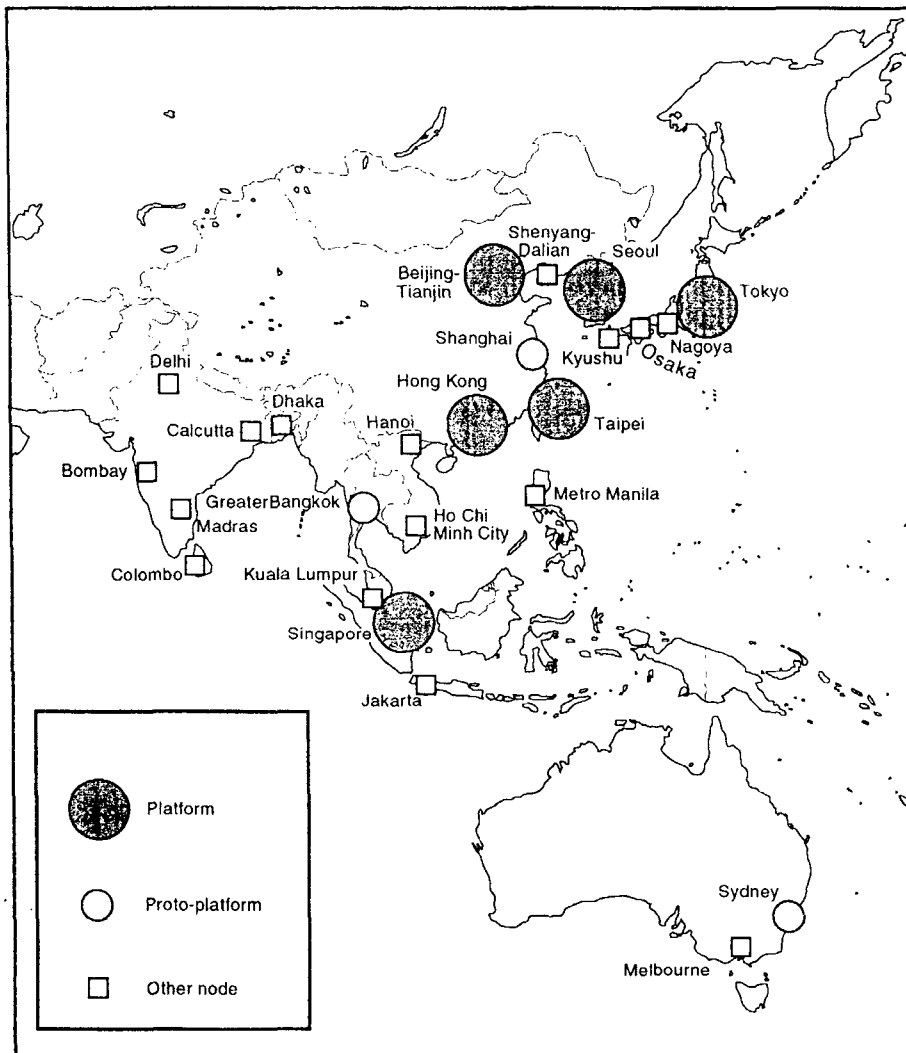 Shenyang-
Dalian
Seoul
Beijing-
Tianjin
Tokyo
Shanghai
Kyushu
Osaka
Nagoya
Delhi
Hong Kong
Dhaka
Calcutta
Hanoi
Taipei
Bombay
GreaterBangkok
Metro Manila
Madras
Ho Chi
Minh City
Colombo
Kuala Lumpur
Singapore
Jakarta
Platform
Proto-platform
Other node
Sydney
Melbourne